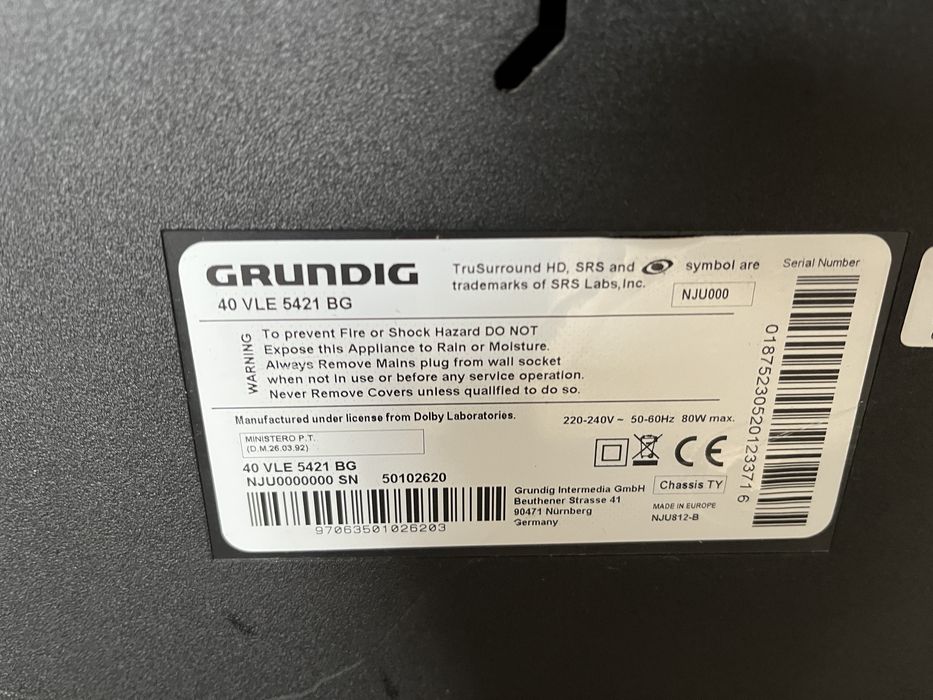 GRUNDIG
40 VLE 5421 BG
TruSurround HD, SRS and symbol are
trademarks of SRS Labs,Inc.
NJU000
Serial Number
0187523052012337 1 6
WARNING
To prevent Fire or Shock Hazard DO NOT
Expose this Appliance to Rain or Moisture.
Always Remove Mains plug from wall socket
when not in use or before any service operation.
Never Remove Covers unless qualified to do so.
Manufactured under license from Dolby Laboratories.
220-240V ~ 50-60Hz 80W max.
MINISTERO P.T.
(D.M.26.03.92)
CE
40 VLE 5421 BG
NJU0000000 SN 50102620
97063501026203
Grundig Intermedia GmbH
Beuthener Strasse 41
90471 Nürnberg
Germany
Chassis TY
MADE IN EUROPE
NJU812-B